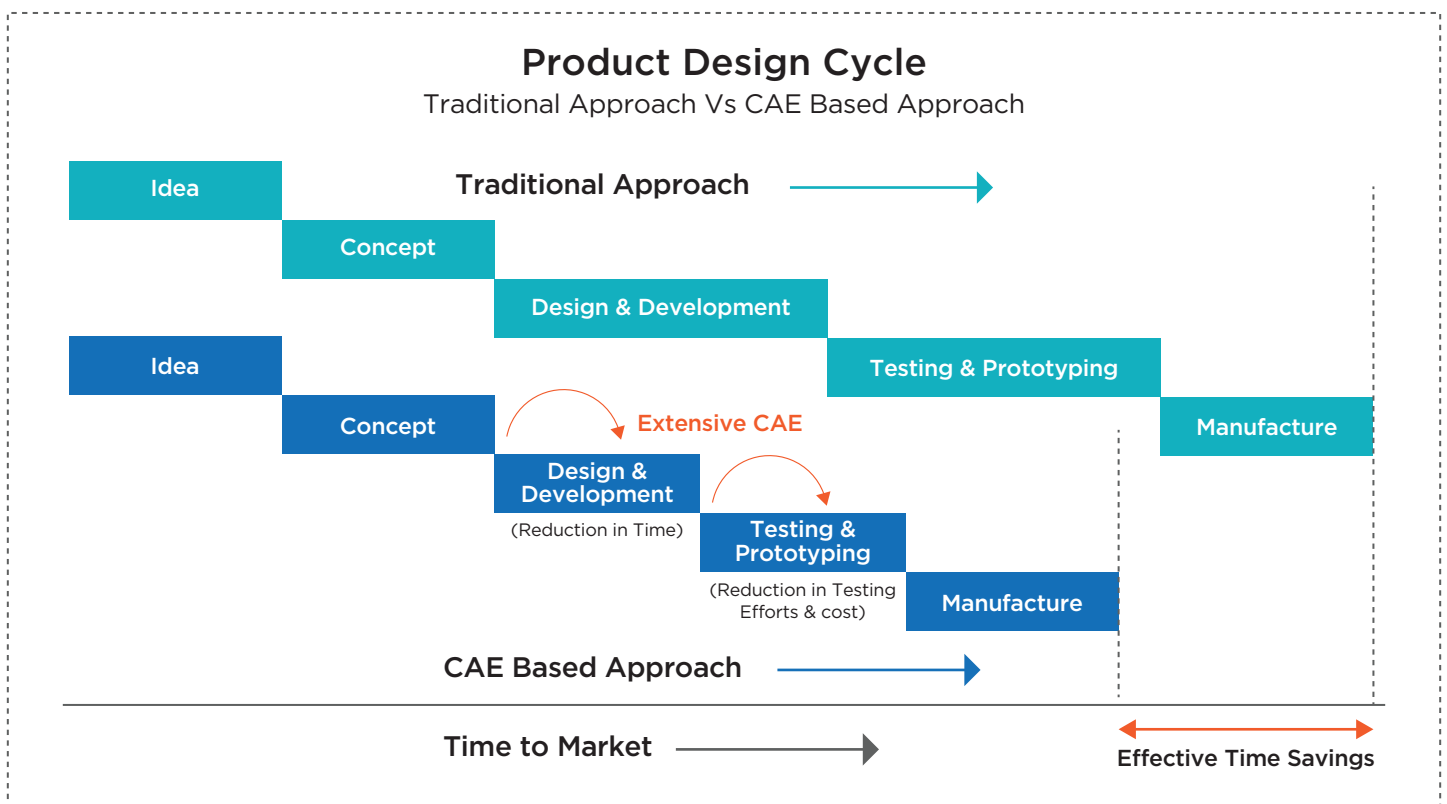 Product Design Cycle
Traditional Approach Vs CAE Based Approach
Idea
Traditional Approach
Concept
Design & Development
Testing & Prototyping
Manufacture
Idea
Concept
Extensive CAE
Design &
Development
(Reduction in Time)
Testing &
Prototyping
(Reduction in Testing
Efforts & cost)
Manufacture
CAE Based Approach
Time to Market
Effective Time Savings